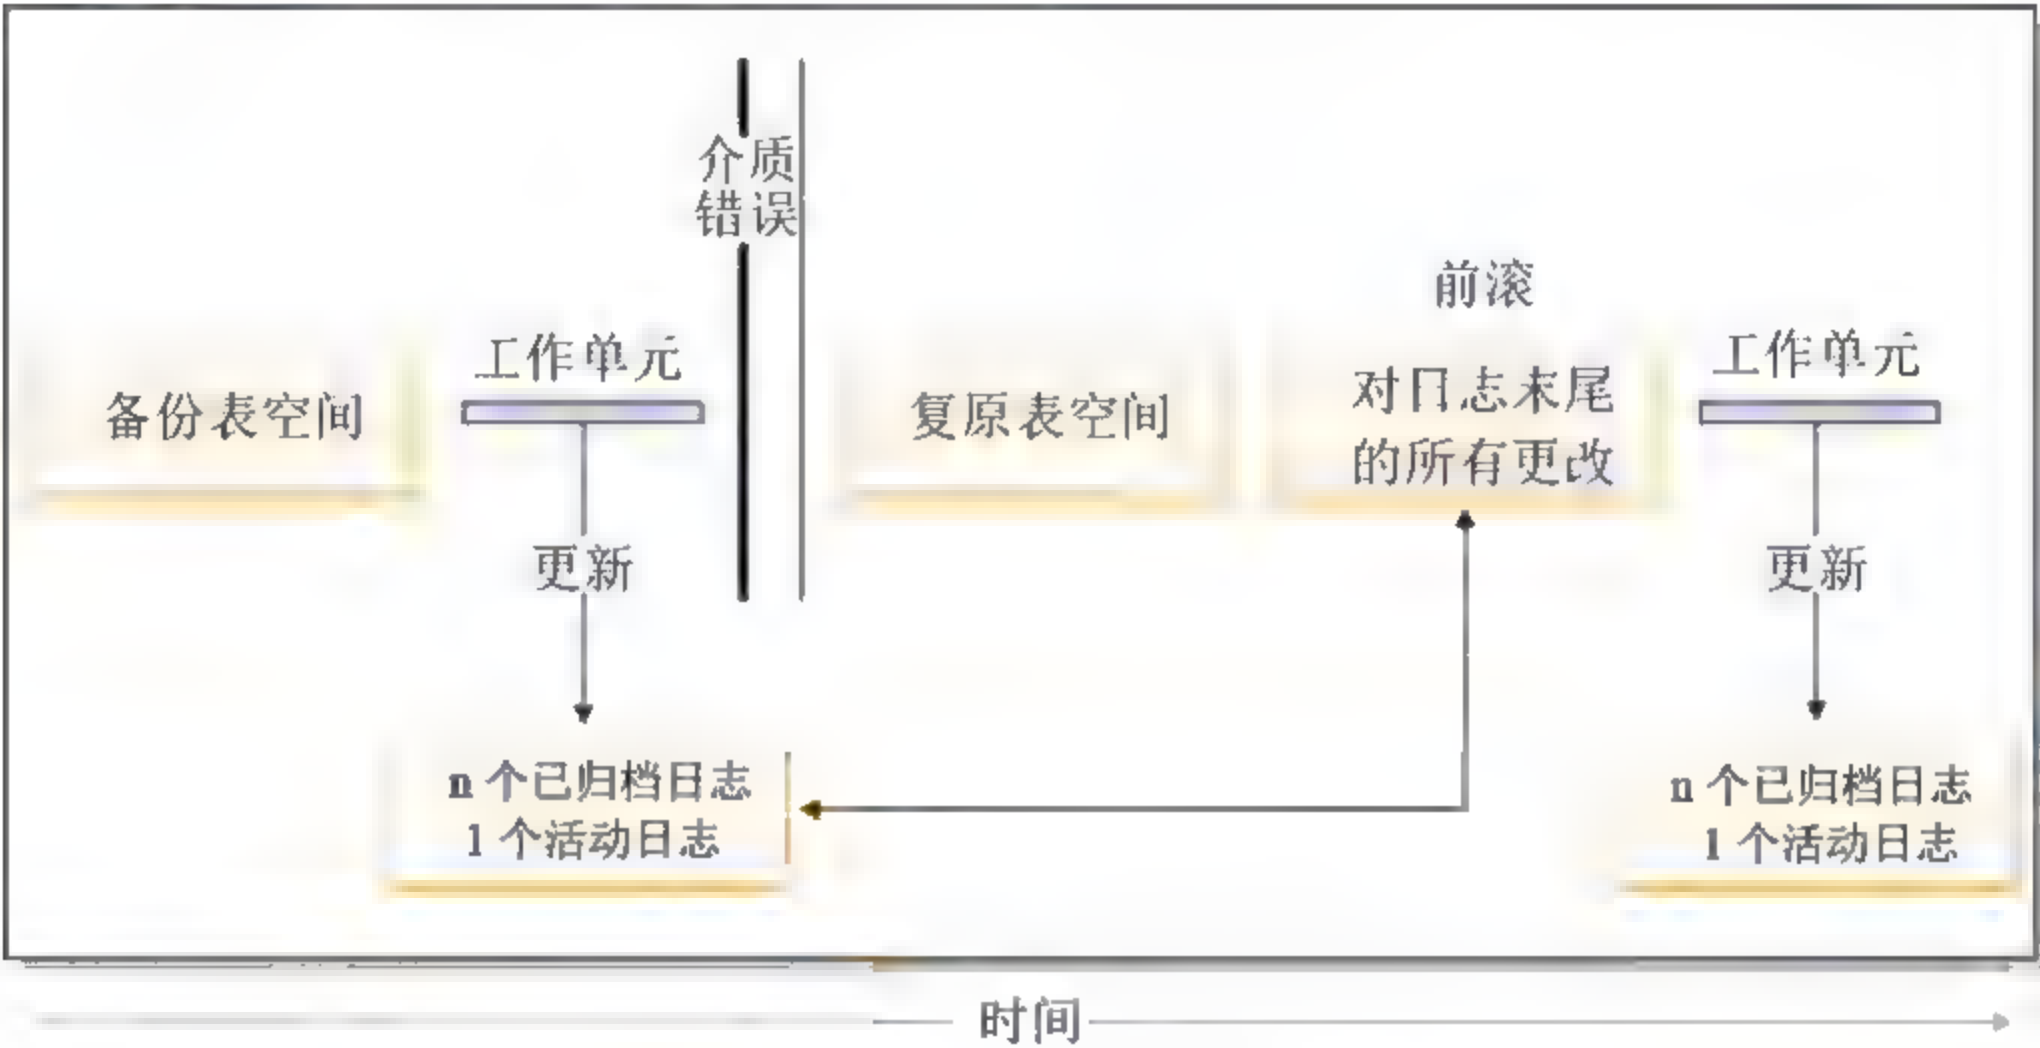 介质
错误
前滚
工作单元
工作单元
备份表空间
复原表空间
对日志末尾
的所有更改
更新
更新
n 个已归档日志
1 个活动日志
n 个已归档日志
1 个活动日志
时间